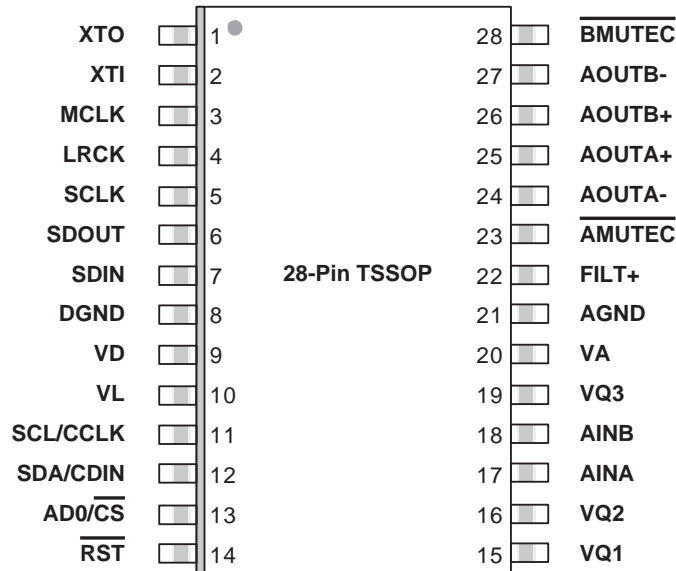 XTO 1 28 BMUTEC
XTI 2 27 AOUTB-
MCLK 3 26 AOUTB+
LRCK 4 25 AOUTA+
SCLK 5 24 AOUTA-
SDOUT 6 23 AMUTEC
SDIN 7 28-Pin TSSOP 22 FILT+
DGND 8 21 AGND
VD 9 20 VA
VL 10 19 VQ3
SCL/CCLK 11 18 AINB
SDA/CDIN 12 17 AINA
AD0/CS 13 16 VQ2
RST 14 15 VQ1